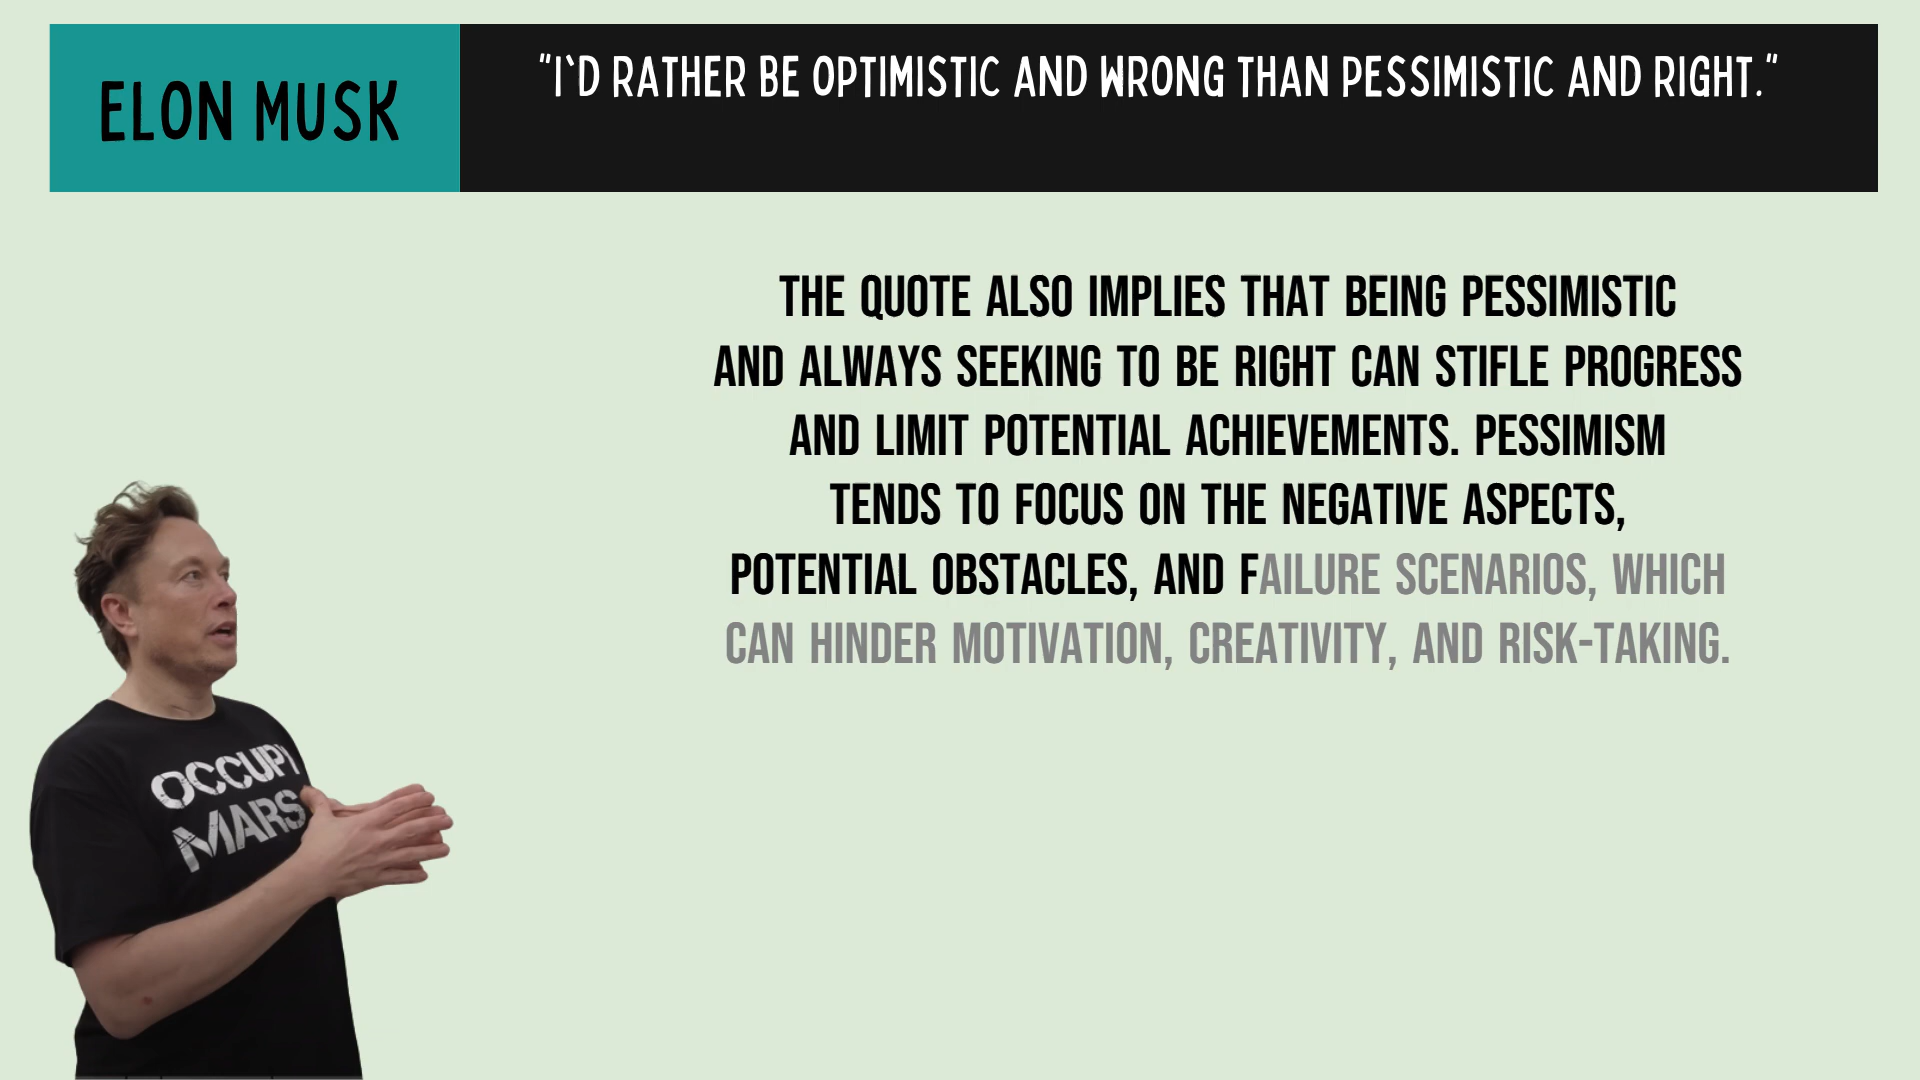 ELON MUSK
"I`D RATHER BE OPTIMISTIC AND WRONG THAN PESSIMISTIC AND RIGHT."
THE QUOTE ALSO IMPLIES THAT BEING PESSIMISTIC
AND ALWAYS SEEKING TO BE RIGHT CAN STIFLE PROGRESS
AND LIMIT POTENTIAL ACHIEVEMENTS. PESSIMISM
TENDS TO FOCUS ON THE NEGATIVE ASPECTS,
POTENTIAL OBSTACLES, AND FAILURE SCENARIOS, WHICH
CAN HINDER MOTIVATION, CREATIVITY, AND RISK-TAKING.
OCCUPY
MARS